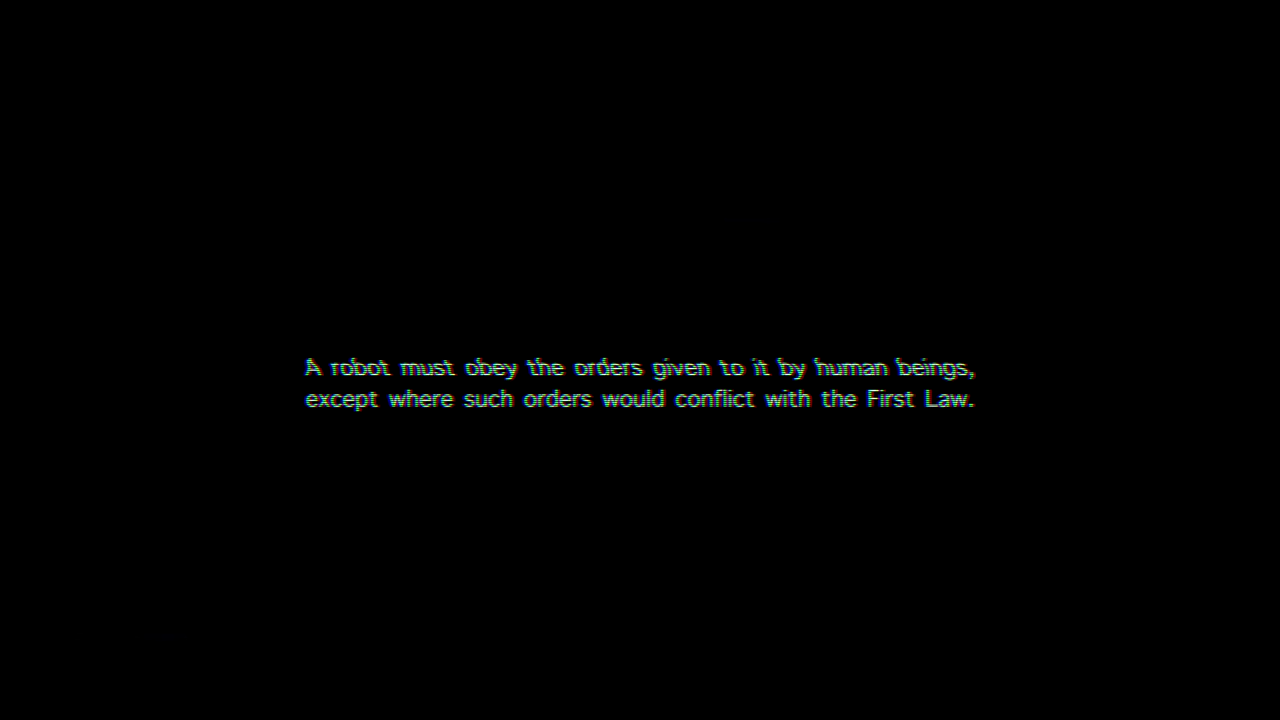 A robot must obey the orders given to it by human beings,
except where such orders would conflict with the First Law.